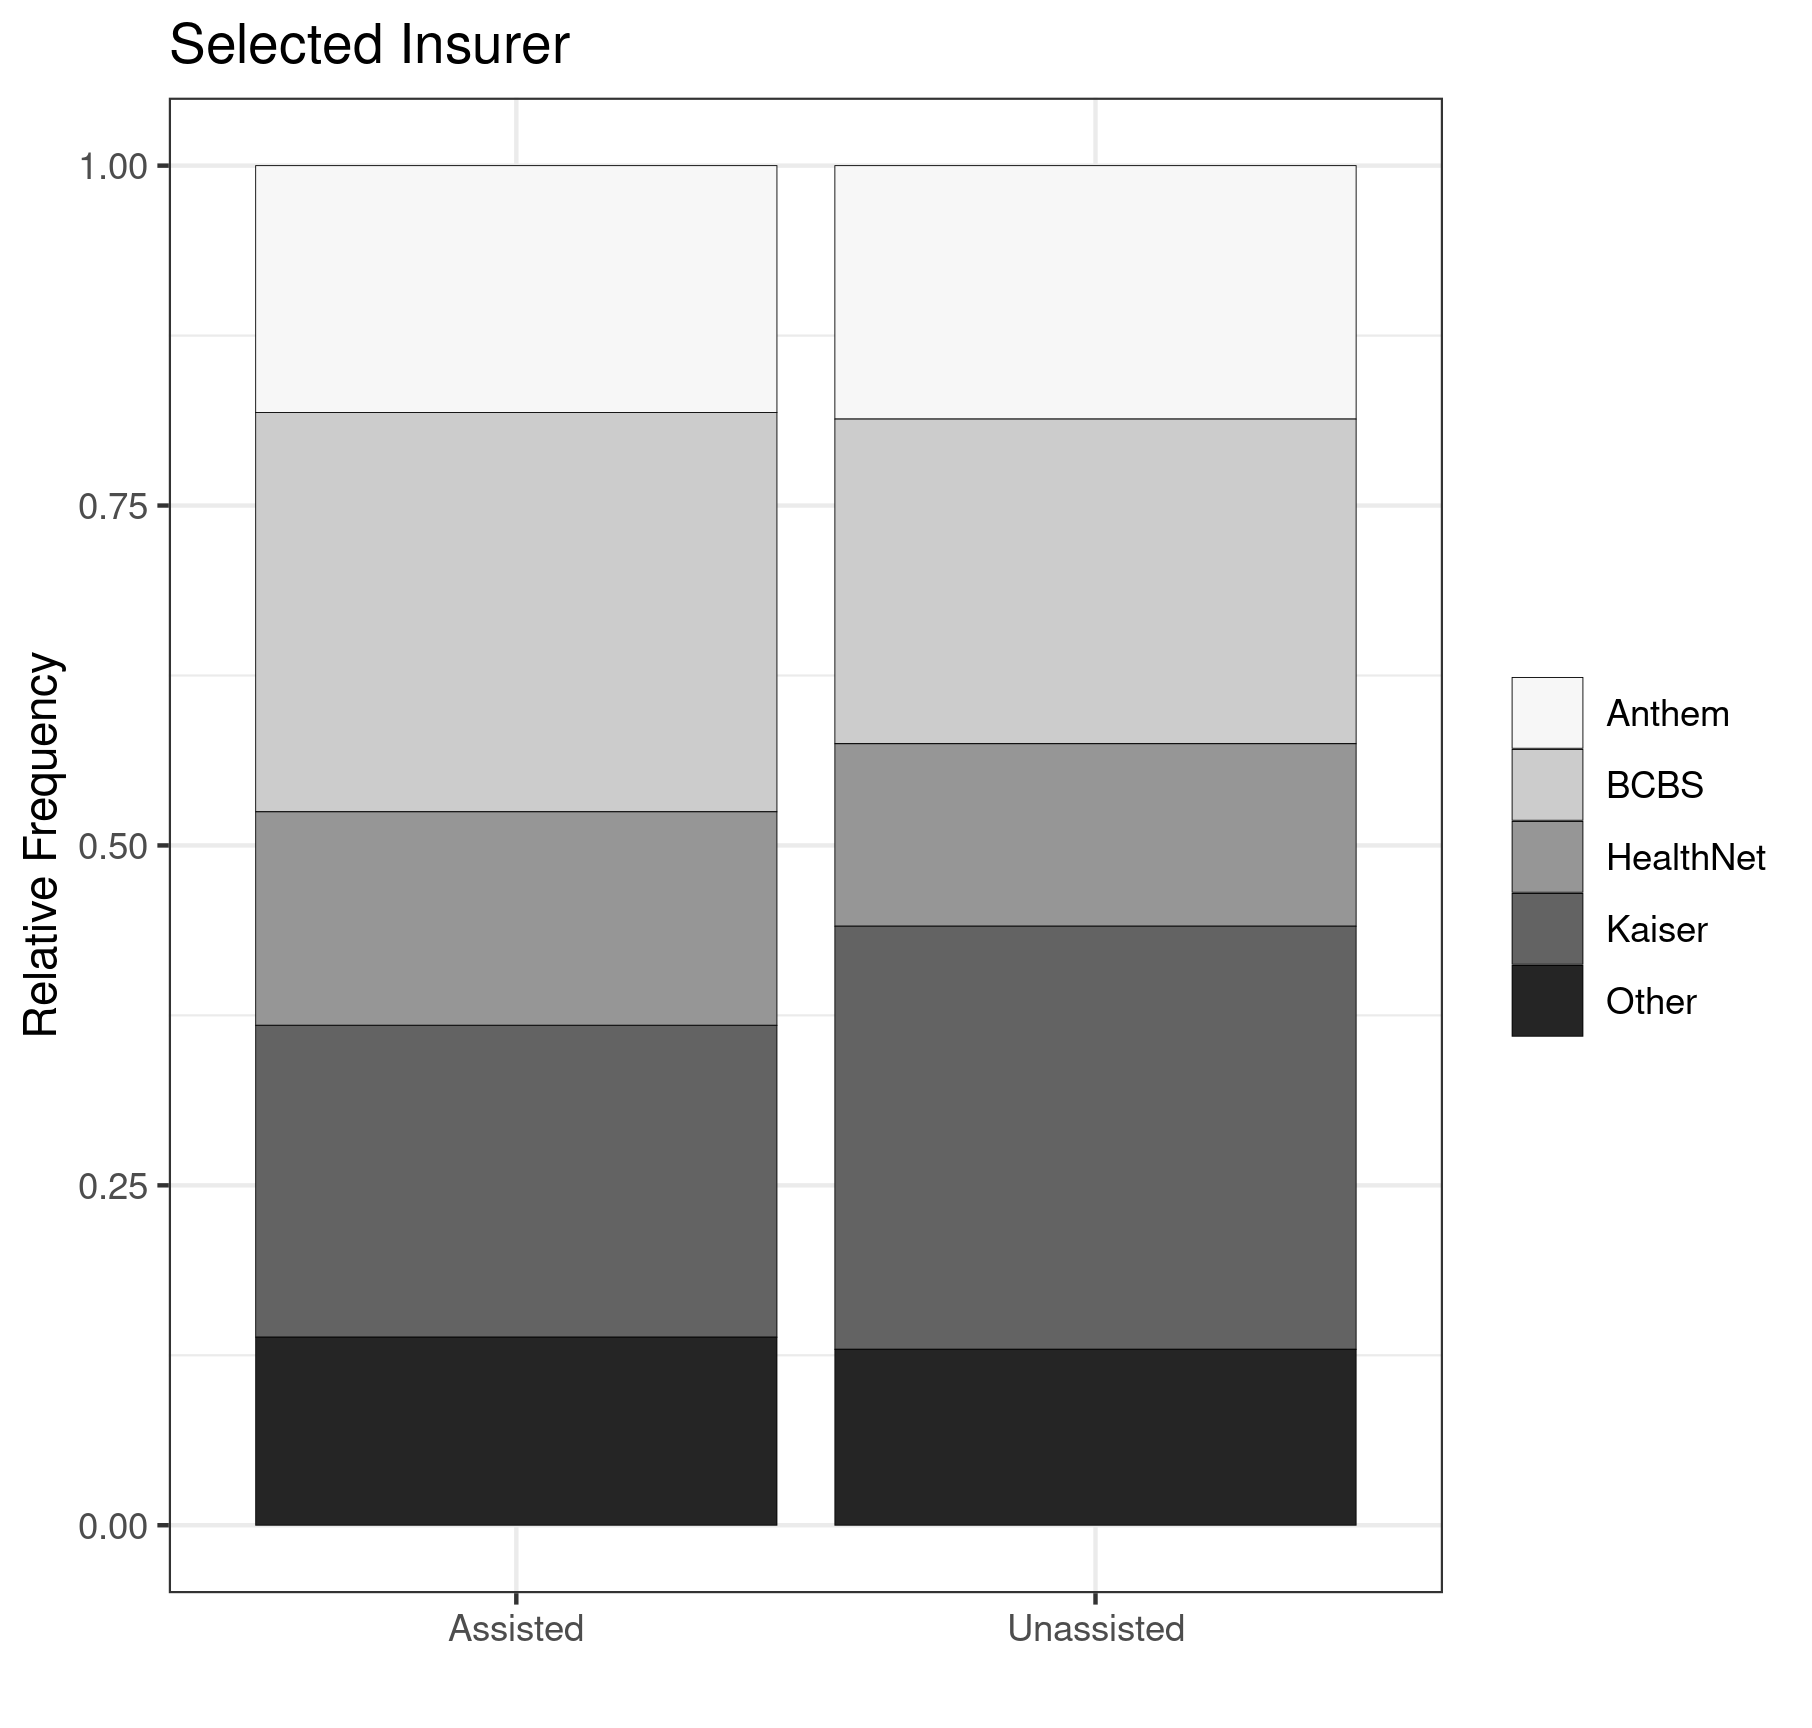 Selected Insurer
1.00
0.75
0.50
0.25
0.00
Relative Frequency
Assisted
Unassisted
Anthem
BCBS
HealthNet
Kaiser
Other